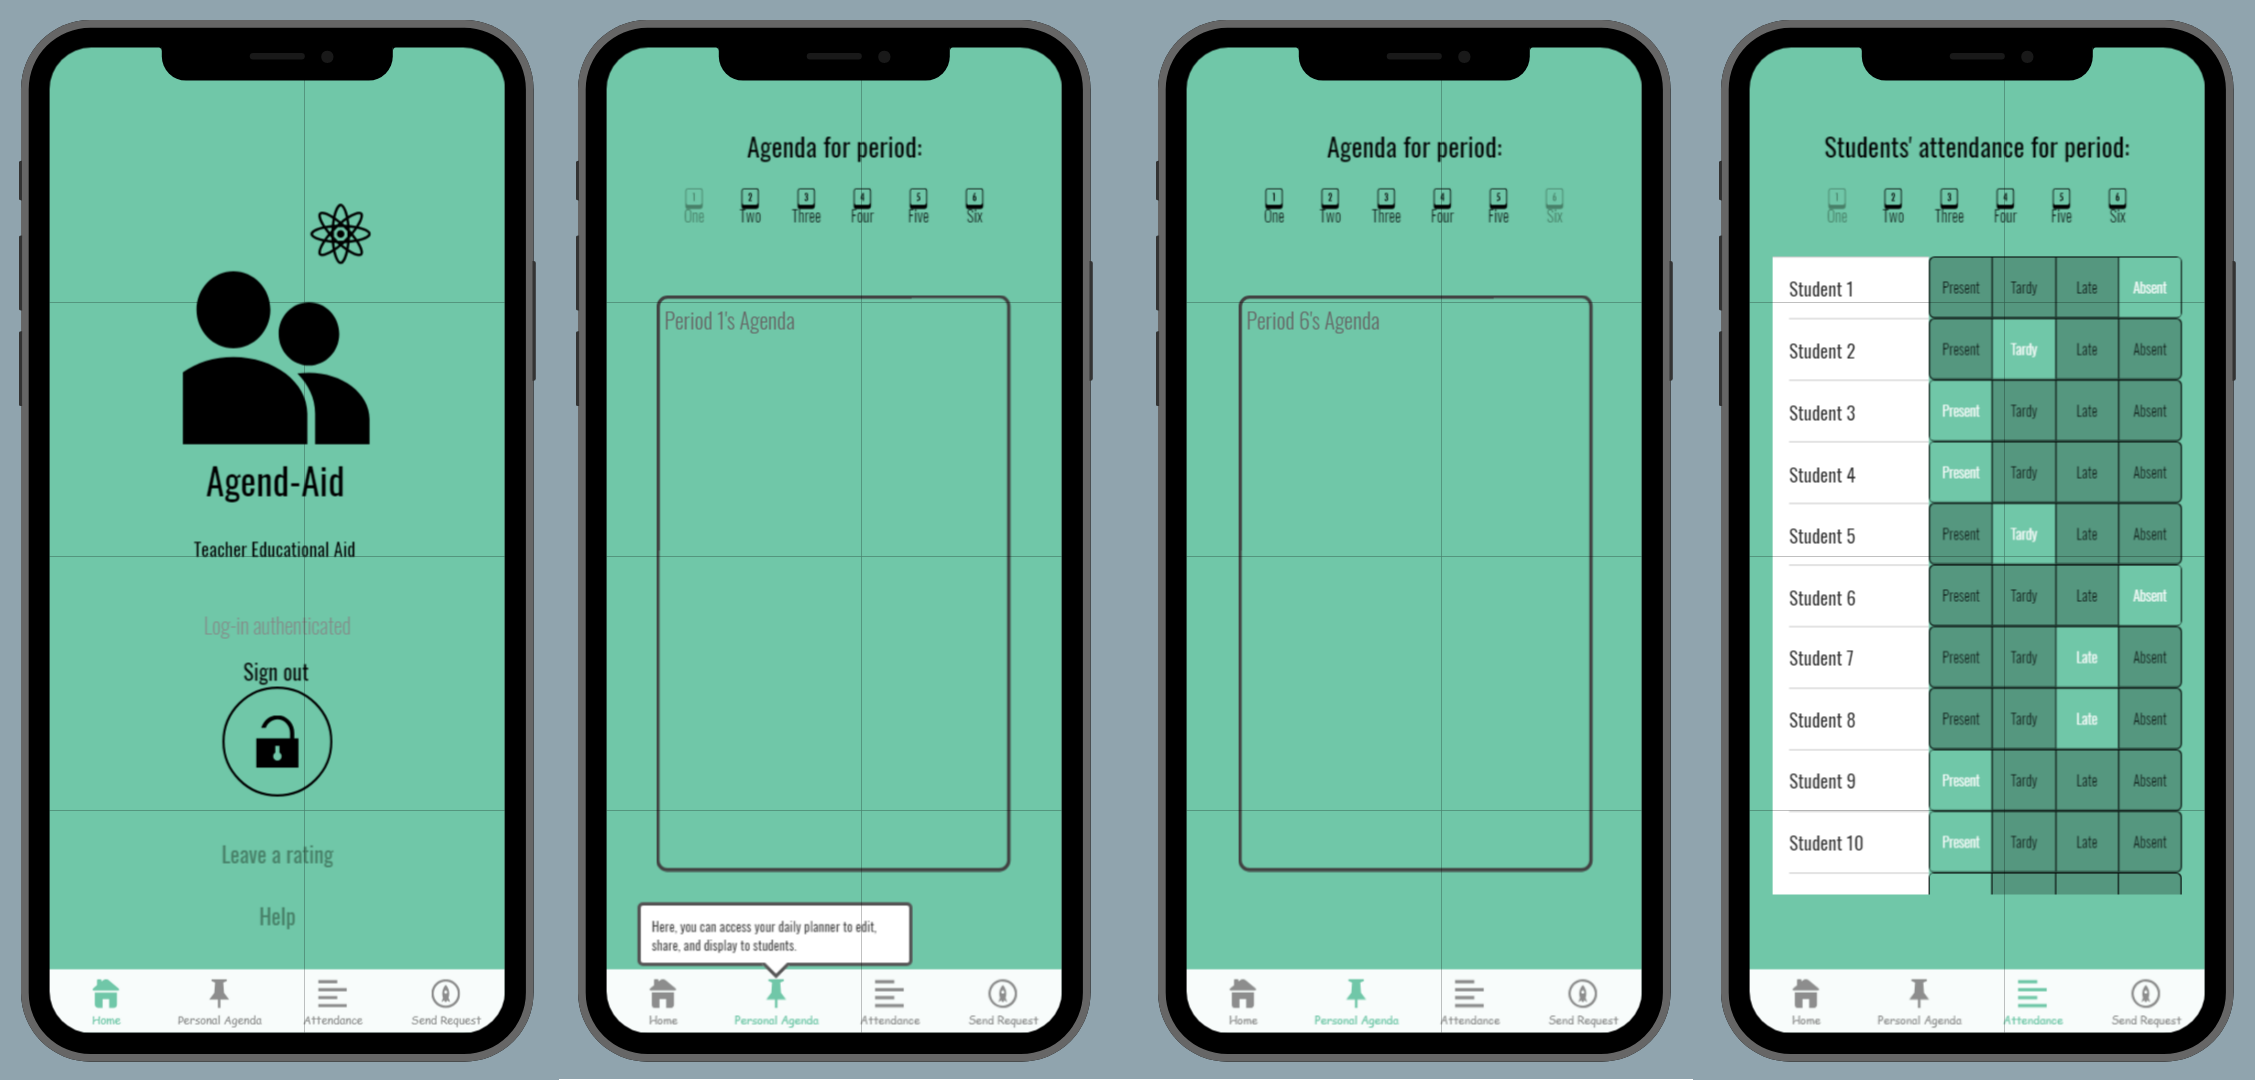 Agend-Aid
Teacher Educational Aid
Log-in authenticated
Sign out
Leave a rating
Help
Home Personal Agenda Attendance Send Request
Agenda for period:
1 2 3 4 5 6
One Two Three Four Five Six
Period 1's Agenda
Here, you can access your daily planner to edit,
share, and display to students.
Home Personal Agenda Attendance Send Request
Agenda for period:
1 2 3 4 5 6
One Two Three Four Five Six
Period 6's Agenda
Home Personal Agenda Attendance Send Request
Students' attendance for period:
1 2 3 4 5 6
One Two Three Four Five Six
Student 1 Present Tardy Late Absent
Student 2 Present Tardy Late Absent
Student 3 Present Tardy Late Absent
Student 4 Present Tardy Late Absent
Student 5 Present Tardy Late Absent
Student 6 Present Tardy Late Absent
Student 7 Present Tardy Late Absent
Student 8 Present Tardy Late Absent
Student 9 Present Tardy Late Absent
Student 10 Present Tardy Late Absent
Home Personal Agenda Attendance Send Request